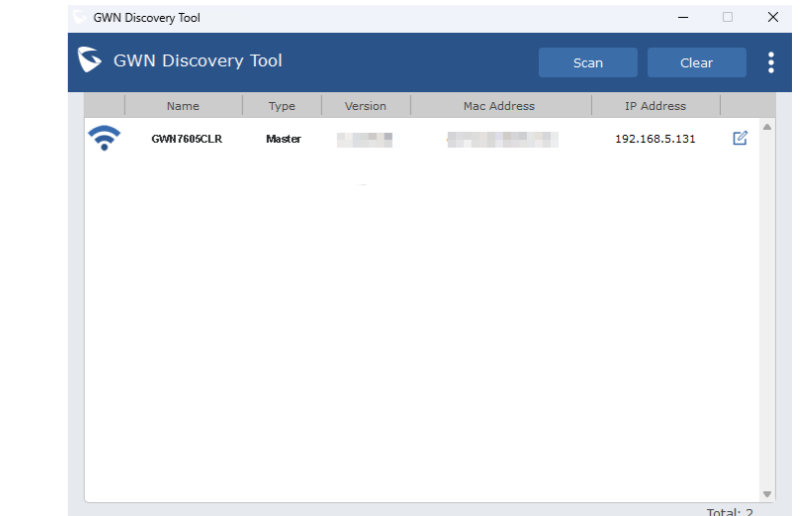 GWN Discovery Tool
GWN Discovery Tool Scan Clear
Name Type Version Mac Address IP Address
GWN7605CLR Master 192.168.5.131
Total: 2